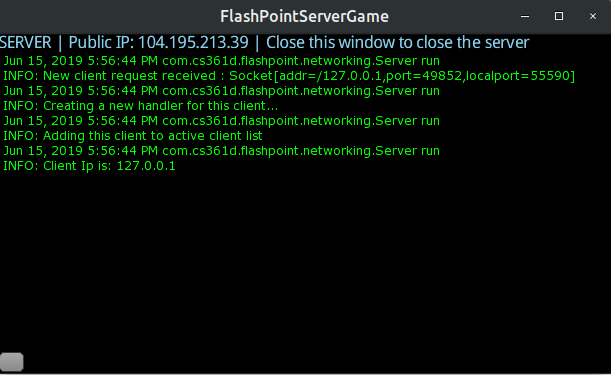 FlashPointServerGame
SERVER | Public IP: 104.195.213.39 | Close this window to close the server
Jun 15, 2019 5:56:44 PM com.cs361d.flashpoint.networking.Server run
INFO: New client request received : Socket[addr=/127.0.0.1,port=49852,localport=55590]
Jun 15, 2019 5:56:44 PM com.cs361d.flashpoint.networking.Server run
INFO: Creating a new handler for this client...
Jun 15, 2019 5:56:44 PM com.cs361d.flashpoint.networking.Server run
INFO: Adding this client to active client list
Jun 15, 2019 5:56:44 PM com.cs361d.flashpoint.networking.Server run
INFO: Client Ip is: 127.0.0.1